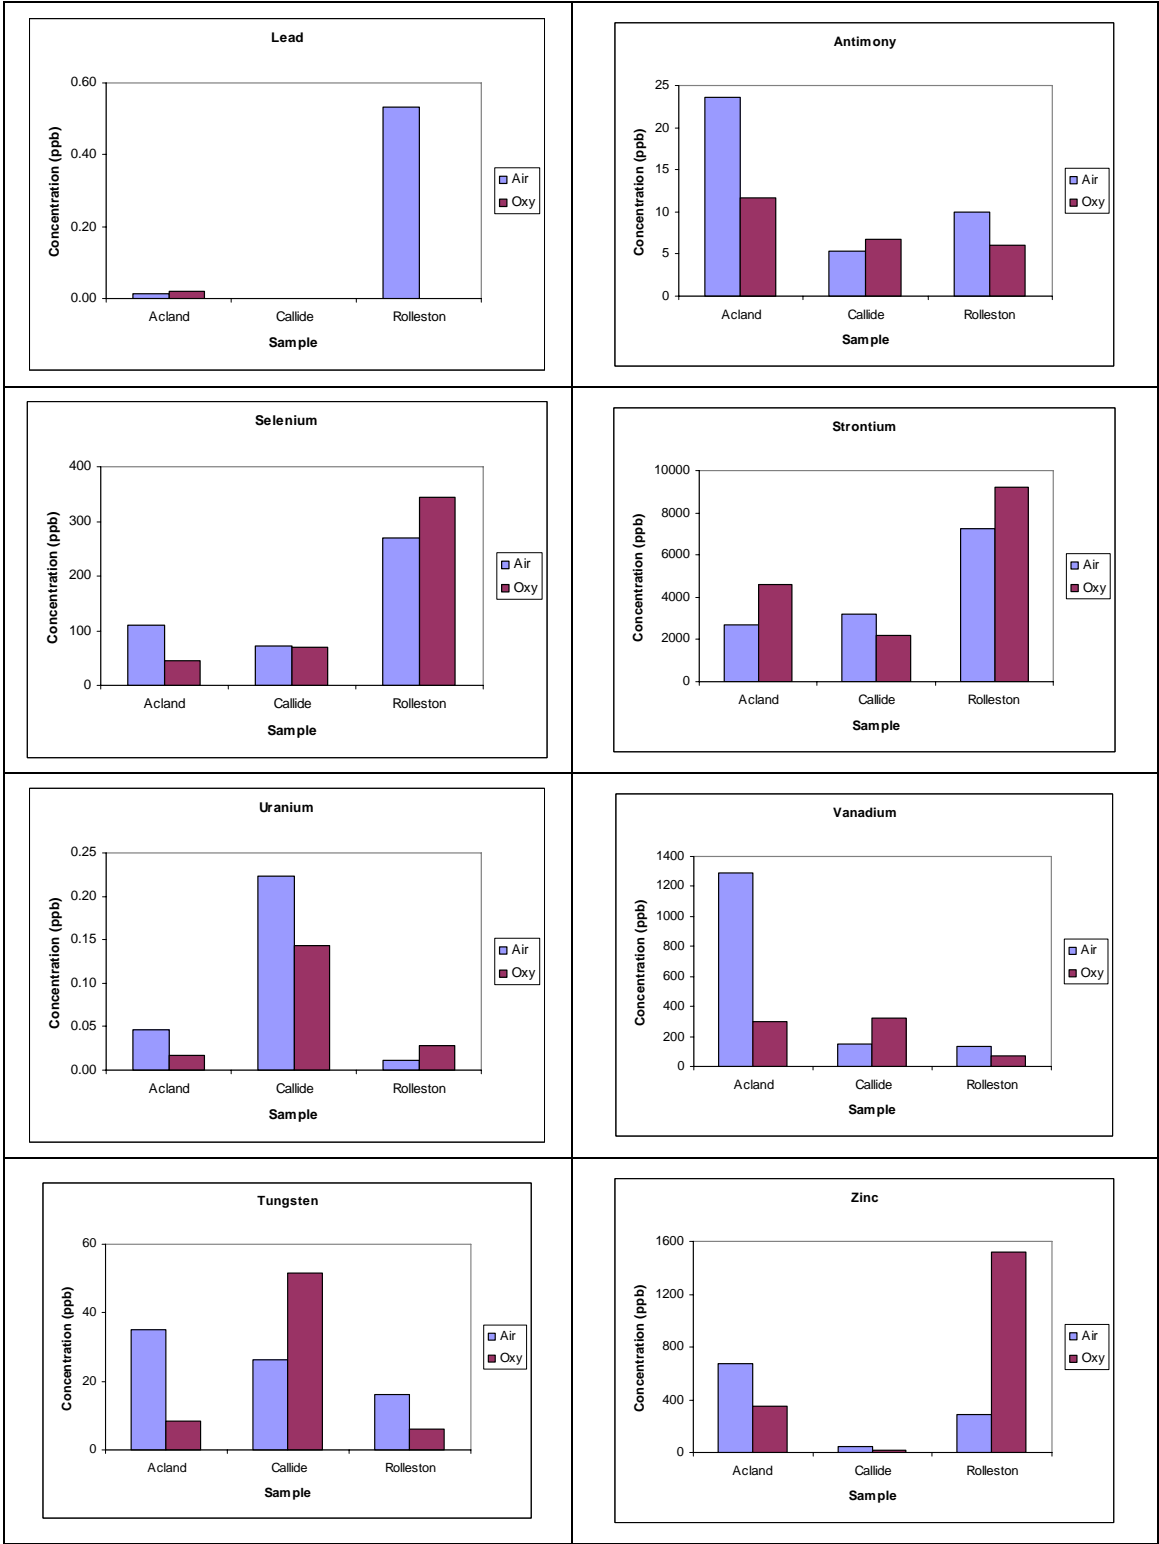 Lead
0.60
0.40
0.20
0.00
Concentration (ppb)
Acland Callide Rolleston
Sample
Air
Oxy
Antimony
25
20
15
10
5
0
Concentration (ppb)
Acland Callide Rolleston
Sample
Air
Oxy
Selenium
400
300
200
100
0
Concentration (ppb)
Acland Callide Rolleston
Sample
Air
Oxy
Strontium
10000
8000
6000
4000
2000
0
Concentration (ppb)
Acland Callide Rolleston
Sample
Air
Oxy
Uranium
0.25
0.20
0.15
0.10
0.05
0.00
Concentration (ppb)
Acland Callide Rolleston
Sample
Air
Oxy
Vanadium
1400
1200
1000
800
600
400
200
0
Concentration (ppb)
Acland Callide Rolleston
Sample
Air
Oxy
Tungsten
60
40
20
0
Concentration (ppb)
Acland Callide Rolleston
Sample
Air
Oxy
Zinc
1600
1200
800
400
0
Concentration (ppb)
Acland Callide Rolleston
Sample
Air
Oxy